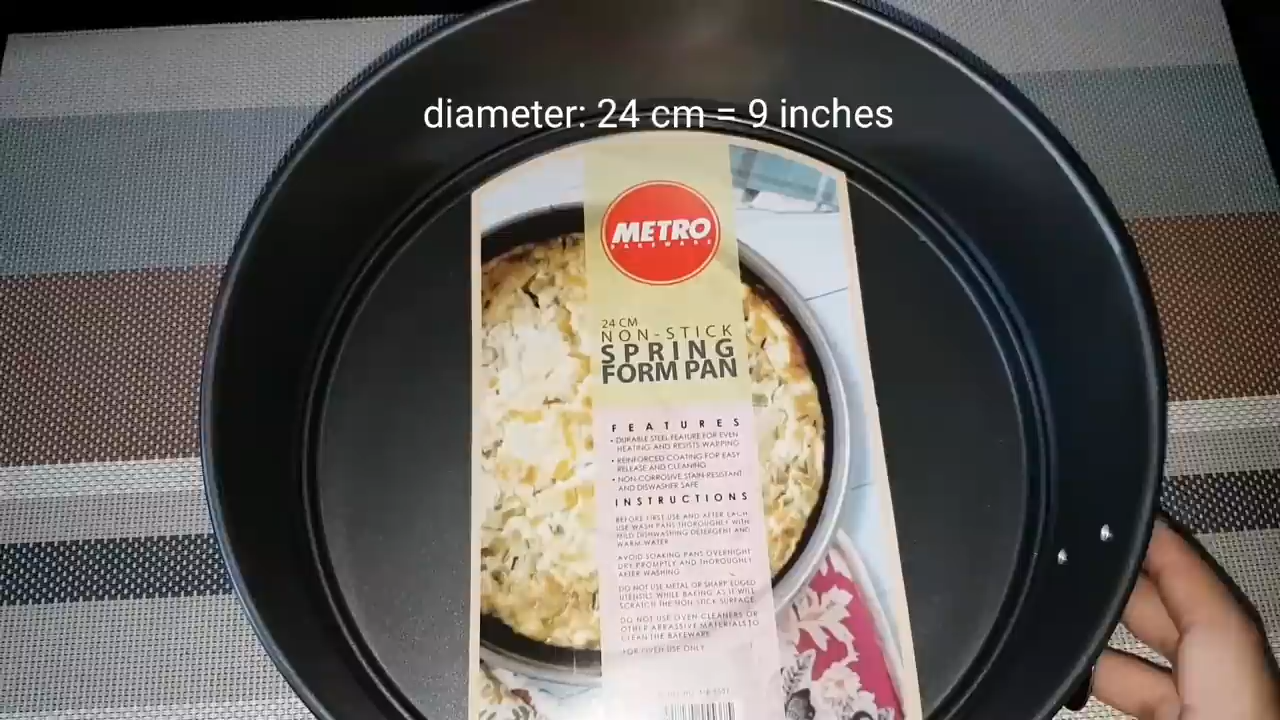 diameter: 24 cm = 9 inches
METRO
BAKEWARE
24 CM
NON-STICK
SPRING
FORM PAN
FEATURES
• DURABLE STEEL FEATURE FOR EVEN
HEATING AND RESISTS WARPING
• REINFORCED COATING FOR EASY
RELEASE AND CLEANING
• NON-CORROSIVE STAIN-RESISTANT
AND DISWASHER SAFE
INSTRUCTIONS
BEFORE FIRST USE AND AFTER EACH
USE WASH PANS THOROUGHLY WITH
MILD DISHWASHING DETERGENT AND
WARM WATER
AVOID SOAKING PANS OVERNIGHT
DRY PROMPTLY AND THOROUGHLY
AFTER WASHING
DO NOT USE METAL OR SHARP EDGED
UTENSILS WHILE BAKING AS IT WILL
SCRATCH THE NON STICK SURFACE
DO NOT USE OVEN CLEANERS OR
OTHER ABRASSIVE MATERIALS TO
CLEAN THE BAKEWARE
FOR OVEN USE ONLY